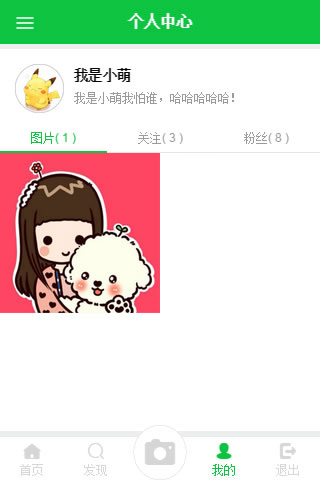 个人中心
我是小萌
我是小萌我怕谁，哈哈哈哈哈！
图片( 1 ) 关注( 3 ) 粉丝( 8 )
首页 发现 我的 退出